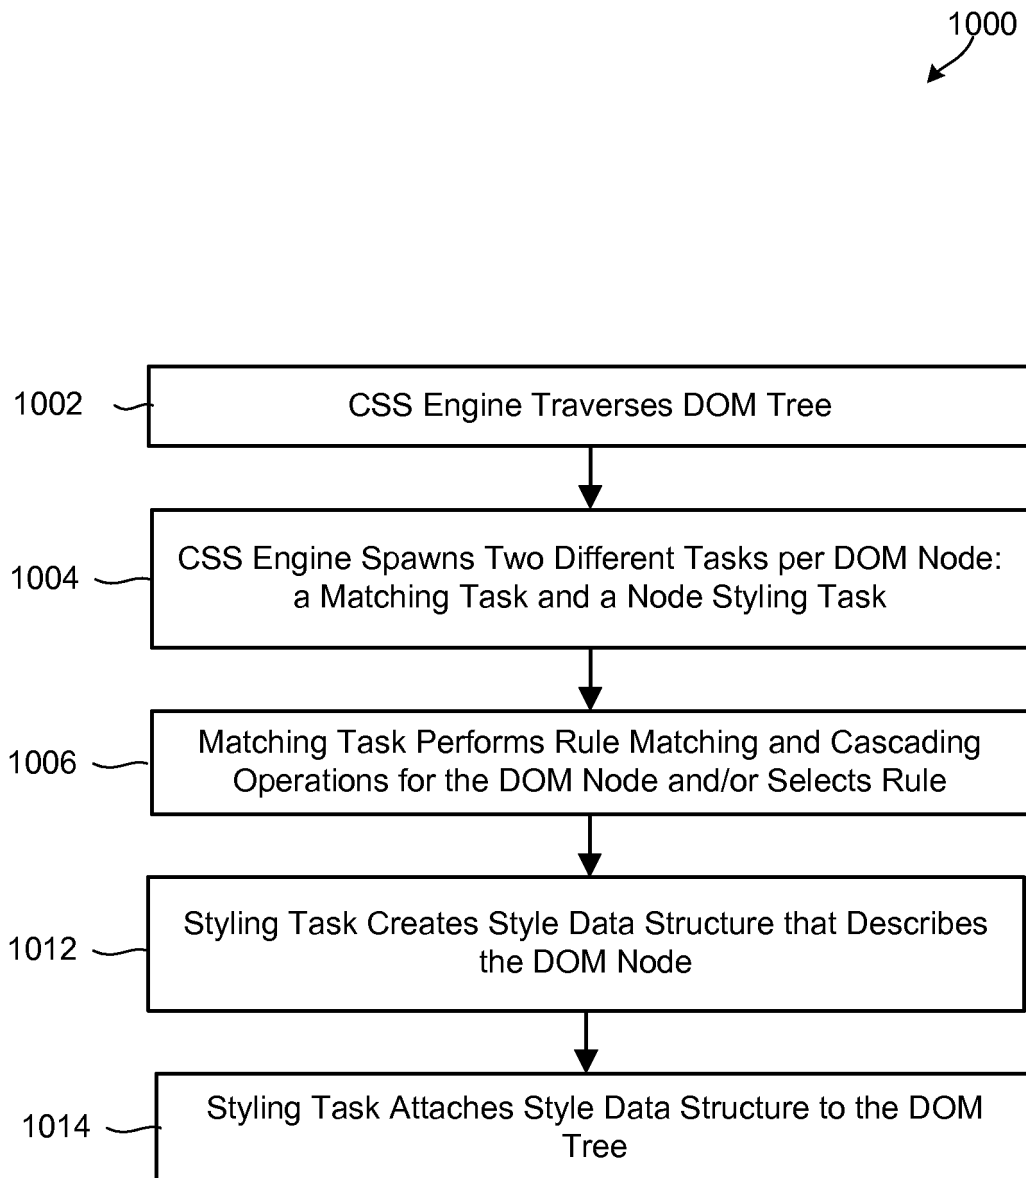 1000
1002
CSS Engine Traverses DOM Tree
1004
CSS Engine Spawns Two Different Tasks per DOM Node:
a Matching Task and a Node Styling Task
1006
Matching Task Performs Rule Matching and Cascading
Operations for the DOM Node and/or Selects Rule
1012
Styling Task Creates Style Data Structure that Describes
the DOM Node
1014
Styling Task Attaches Style Data Structure to the DOM
Tree